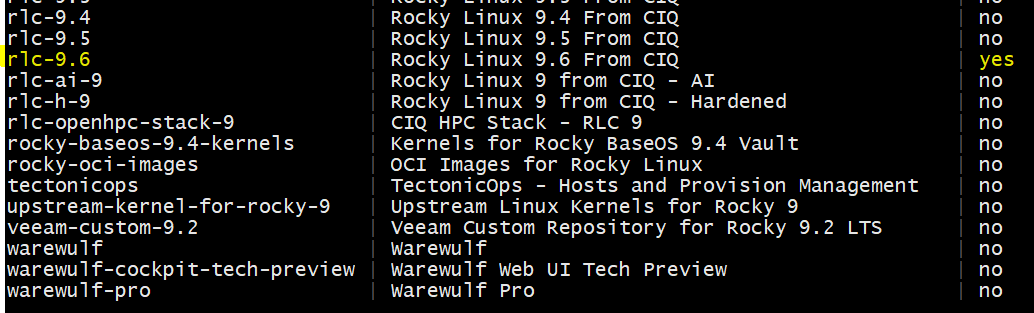 rlc-9.4 | Rocky Linux 9.4 From CIQ | no
rlc-9.5 | Rocky Linux 9.5 From CIQ | no
rlc-9.6 | Rocky Linux 9.6 From CIQ | yes
rlc-ai-9 | Rocky Linux 9 from CIQ - AI | no
rlc-h-9 | Rocky Linux 9 from CIQ - Hardened | no
rlc-openhpc-stack-9 | CIQ HPC Stack - RLC 9 | no
rocky-baseos-9.4-kernels | Kernels for Rocky BaseOS 9.4 Vault | no
rocky-oci-images | OCI Images for Rocky Linux | no
tectonicops | TectonicOps - Hosts and Provision Management | no
upstream-kernel-for-rocky-9 | Upstream Linux Kernels for Rocky 9 | no
veeam-custom-9.2 | Veeam Custom Repository for Rocky 9.2 LTS | no
warewulf | Warewulf | no
warewulf-cockpit-tech-preview | Warewulf Web UI Tech Preview | no
warewulf-pro | Warewulf Pro | no